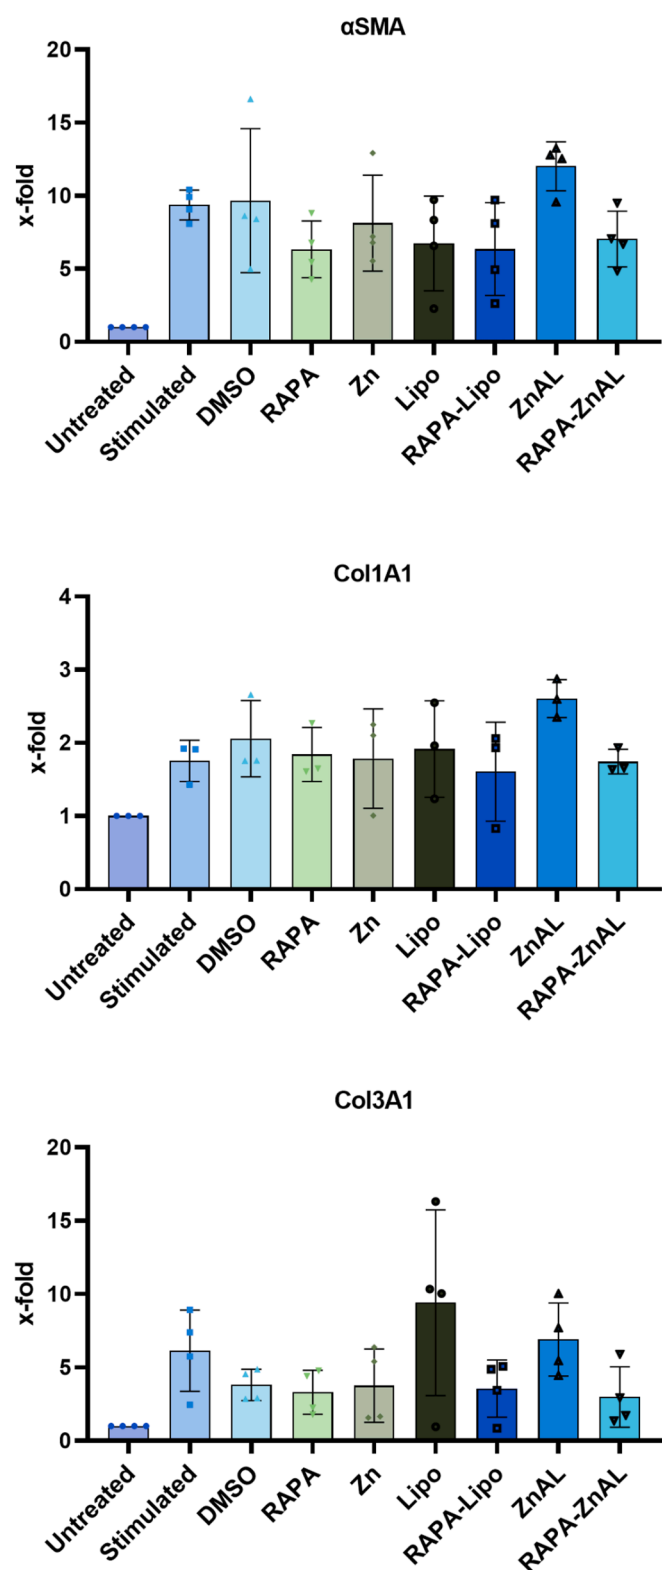 αSMA
20
15
10
5
0
x-fold
Untreated
Stimulated
DMSO
RAPA
Zn
Lipo
RAPA-Lipo
ZnAL
RAPA-ZnAL
Col1A1
4
3
2
1
0
x-fold
Untreated
Stimulated
DMSO
RAPA
Zn
Lipo
RAPA-Lipo
ZnAL
RAPA-ZnAL
Col3A1
20
15
10
5
0
x-fold
Untreated
Stimulated
DMSO
RAPA
Zn
Lipo
RAPA-Lipo
ZnAL
RAPA-ZnAL